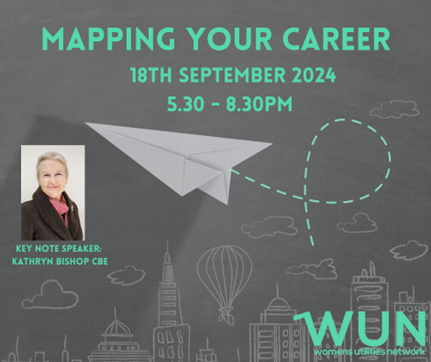 MAPPING YOUR CAREER
18TH SEPTEMBER 2024
5.30 - 8.30PM
KEY NOTE SPEAKER:
KATHRYN BISHOP CBE
WUN
womens utilities network